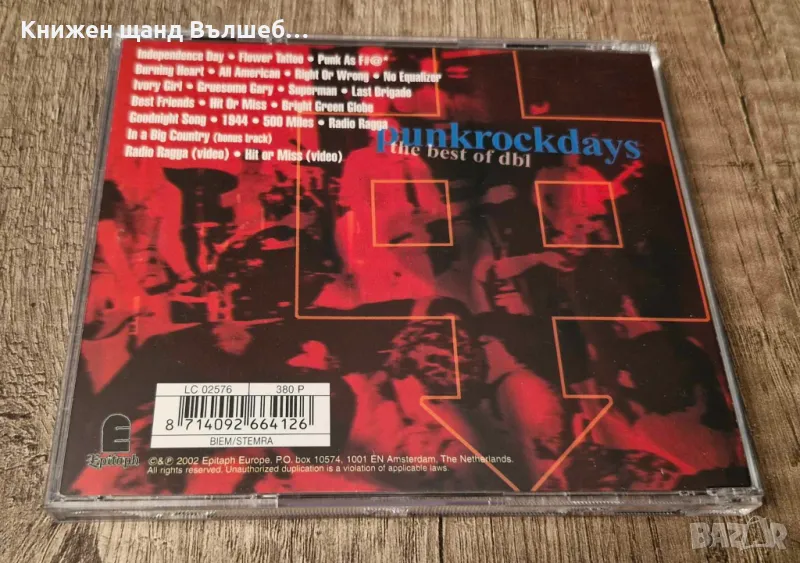 Книжен щанд Вълшеб...
Independence Day • Flower Tattoo • Punk As F#@*
Burning Heart • All American • Right Or Wrong • No Equalizer
Ivory Girl • Gruesome Gary • Superman • Last Brigade
Best Friends • Hit Or Miss • Bright Green Globe
Goodnight Song • 1944 • 500 Miles • Radio Ragga
In a Big Country (bonus track)
Radio Ragga (video) • Hit or Miss (video)
punkrockdays
the best of dbl
LC 02576 380 P
8 714092 664126
BIEM/STEMRA
E
Epitaph
©&℗ 2002 Epitaph Europe, P.O. box 10574, 1001 EN Amsterdam, The Netherlands.
All rights reserved. Unauthorized duplication is a violation of applicable laws.
BAZAR